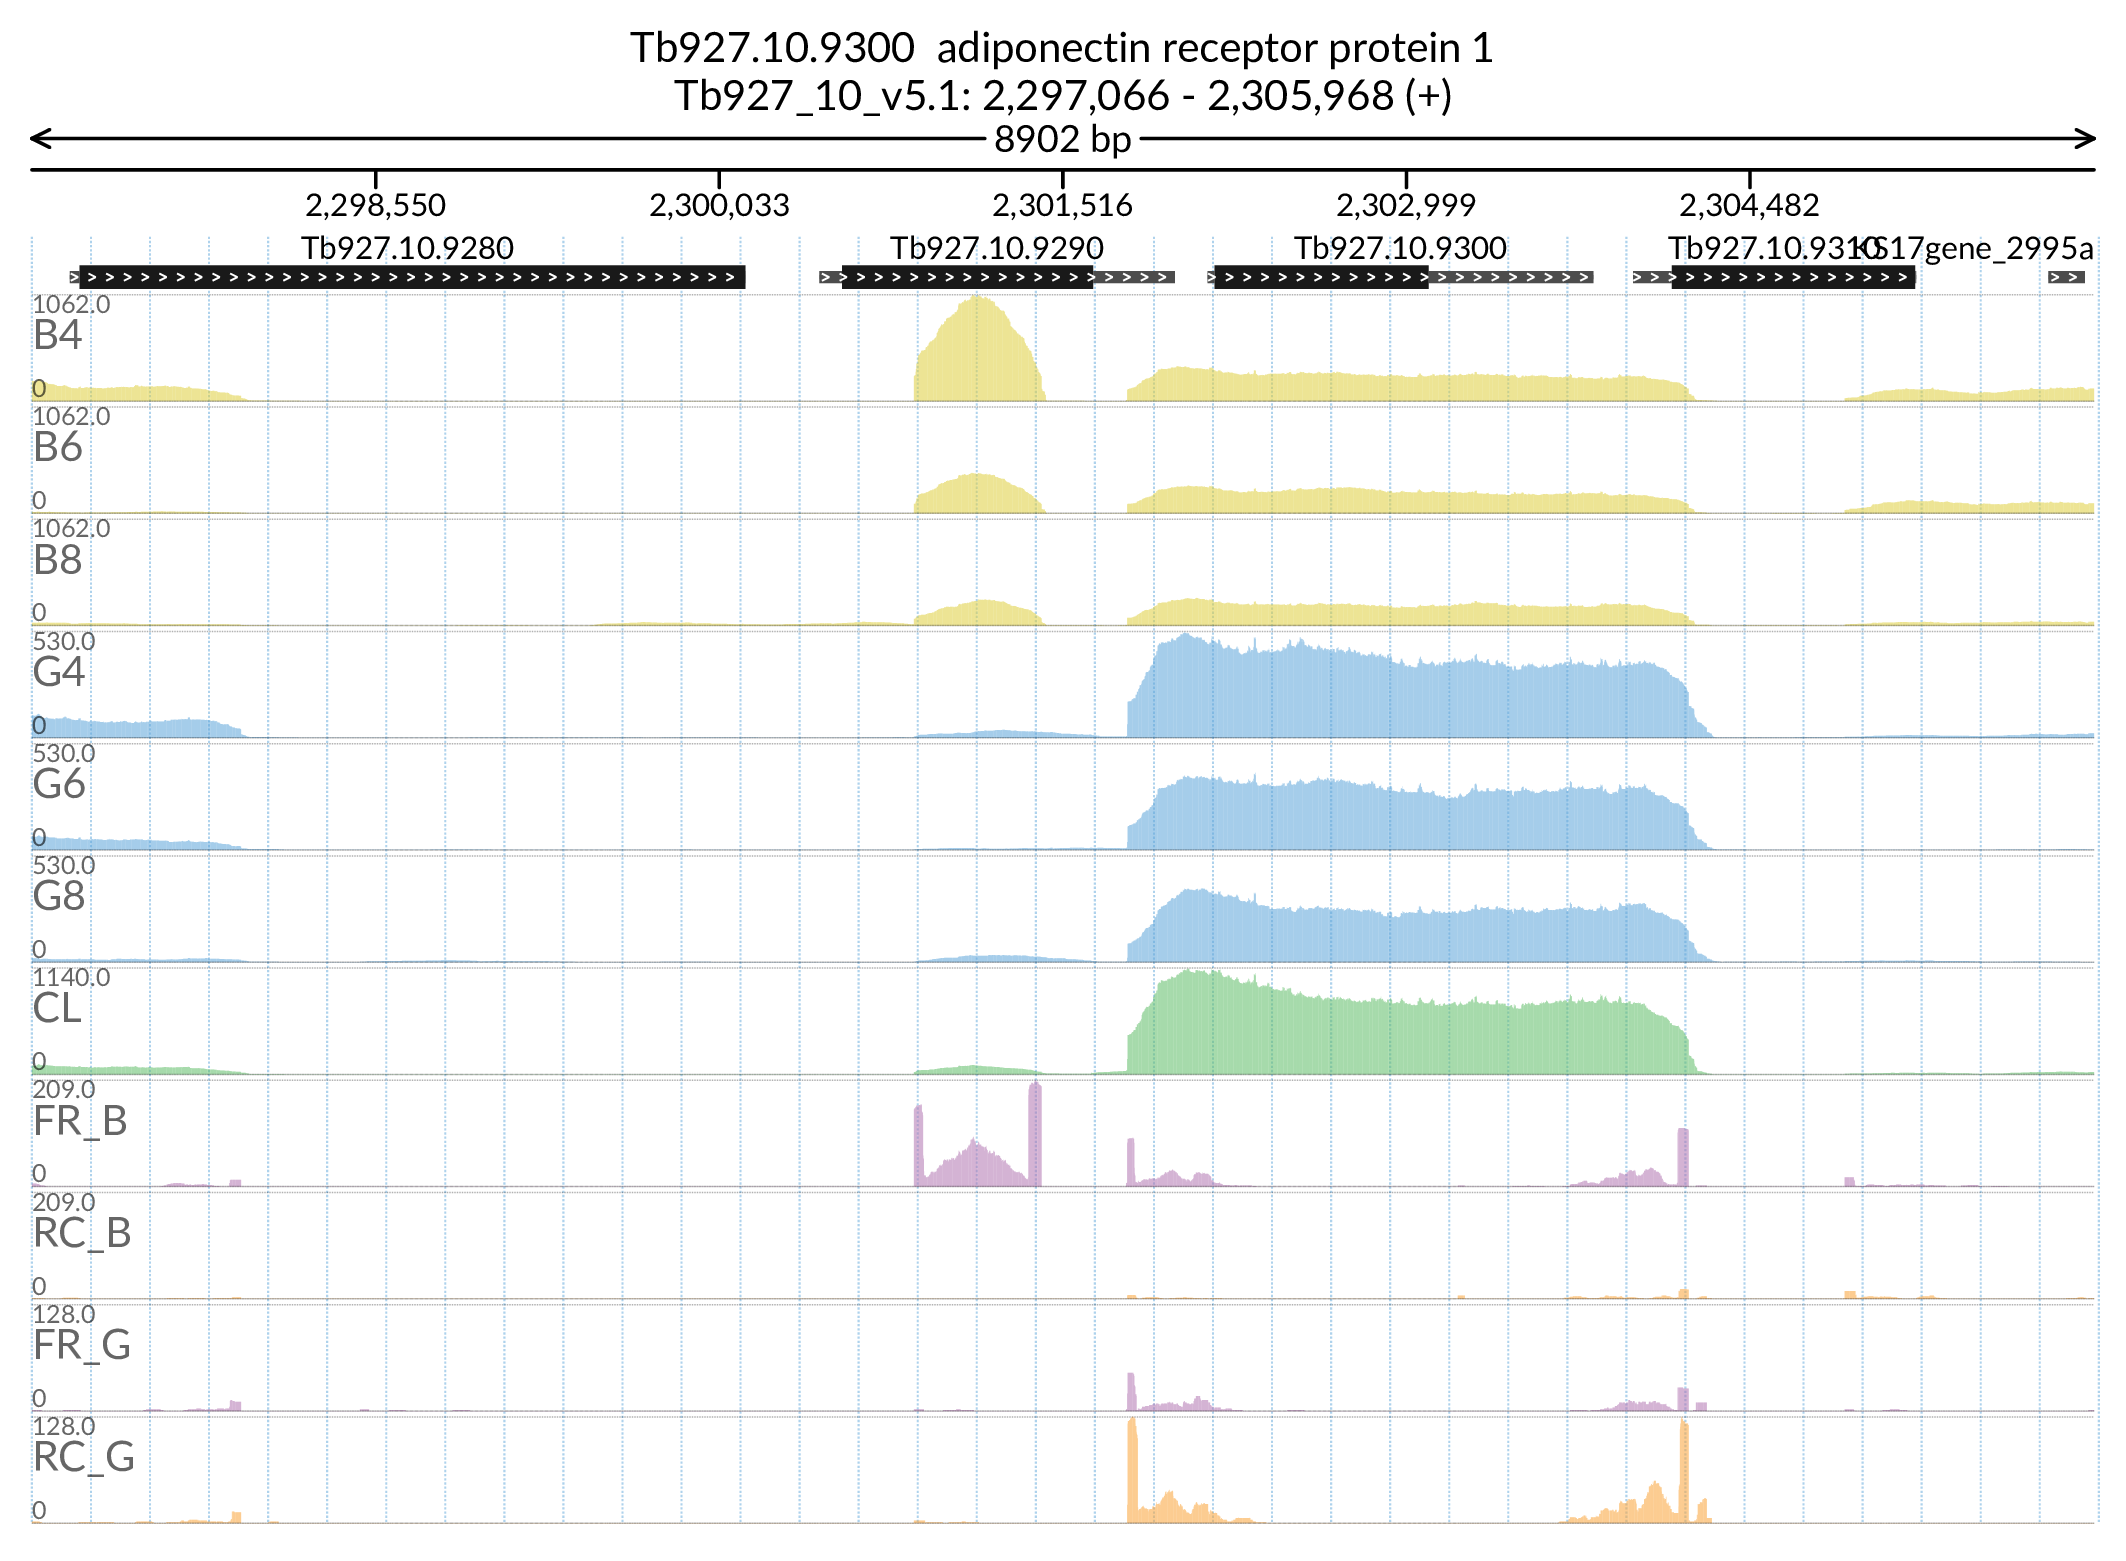 Tb927.10.9300  adiponectin receptor protein 1
Tb927_10_v5.1: 2,297,066 - 2,305,968 (+)
8902 bp
2,298,550 2,300,033 2,301,516 2,302,999 2,304,482
Tb927.10.9280 Tb927.10.9290 Tb927.10.9300 Tb927.10.9310 KS17gene_2995a
1062.0
B4
0
1062.0
B6
0
1062.0
B8
0
530.0
G4
0
530.0
G6
0
530.0
G8
0
1140.0
CL
0
209.0
FR_B
0
209.0
RC_B
0
128.0
FR_G
0
128.0
RC_G
0